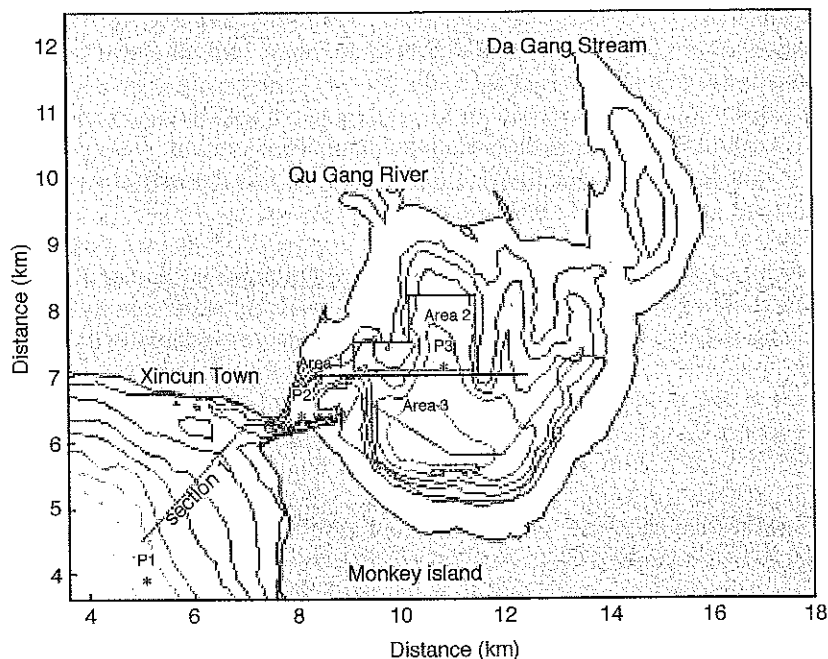 Da Gang Stream
Qu Gang River
Area 2
P3
Area 1
Xincun Town
P2
Area 3
section 1
P1
*
*
*
Monkey island
Distance (km)
12
11
10
9
8
7
6
5
4
4
6
8
10
12
14
16
18
Distance (km)